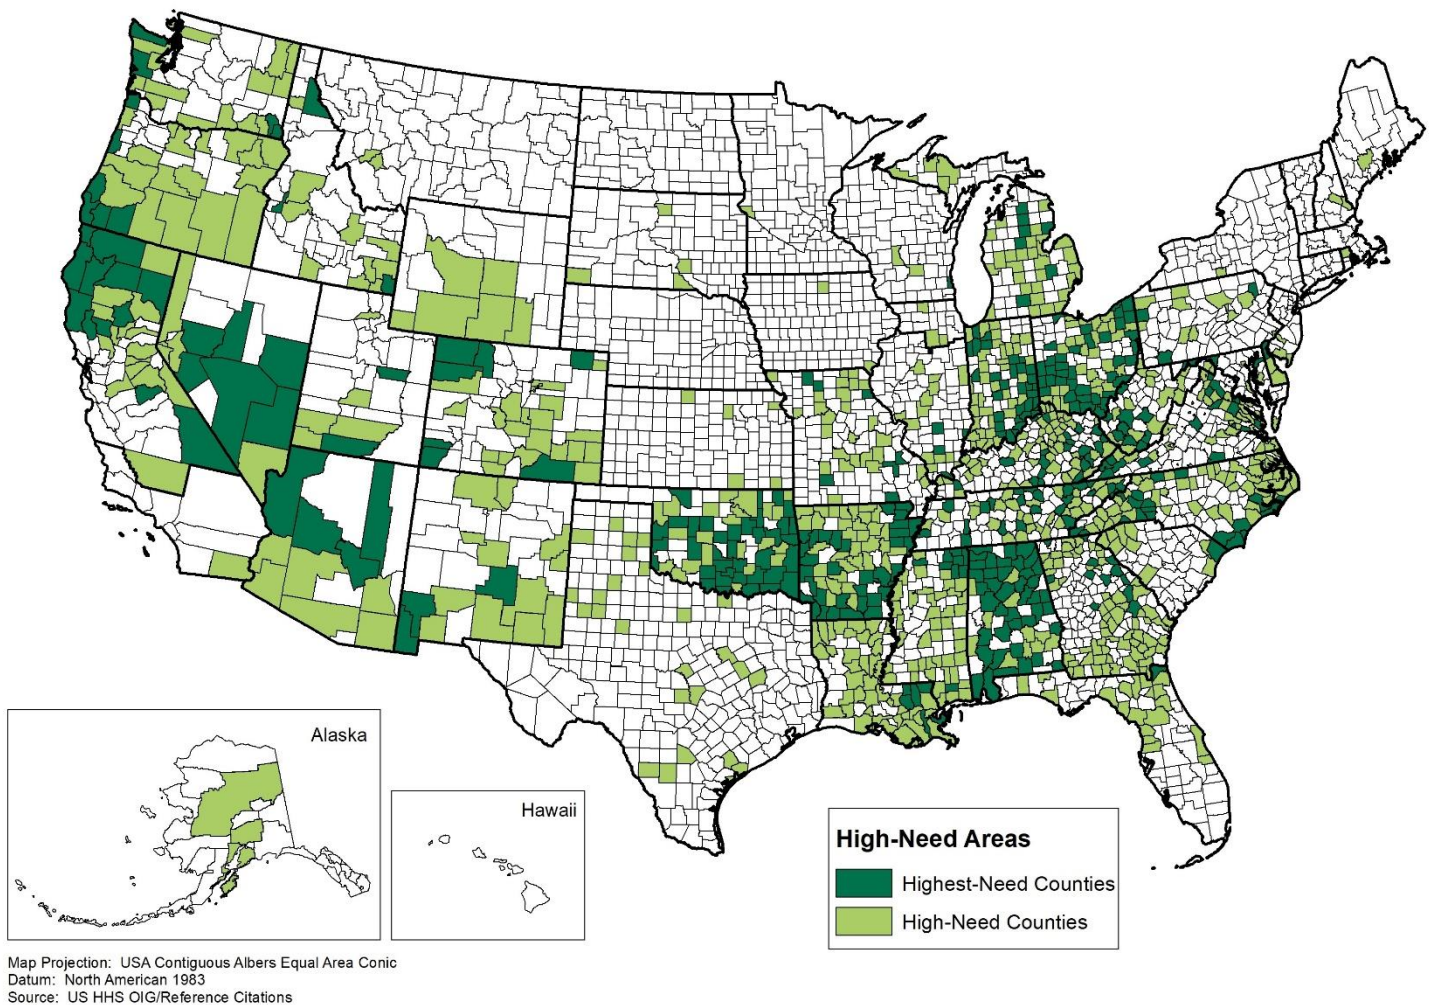 Alaska
Hawaii
High-Need Areas
Highest-Need Counties
High-Need Counties
Map Projection: USA Contiguous Albers Equal Area Conic
Datum: North American 1983
Source: US HHS OIG/Reference Citations